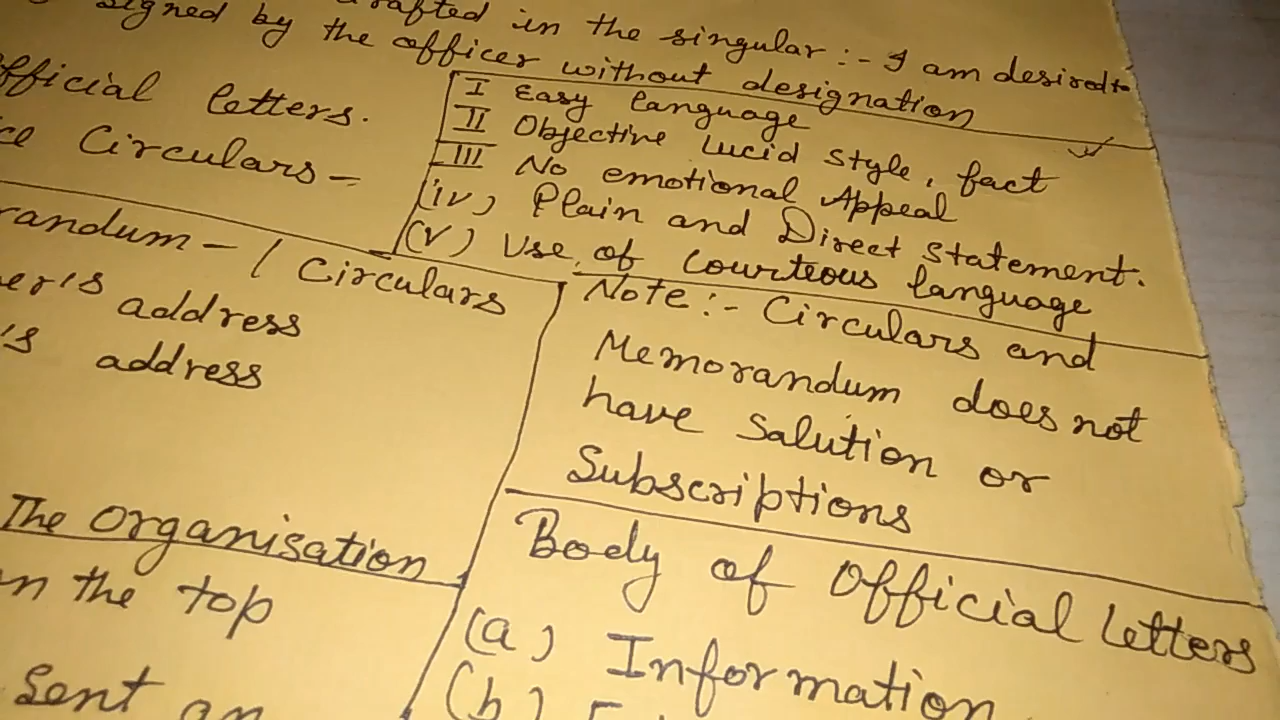 drafted in the singular :- I am desired to
signed by the officer without designation
official letters.
Circulars -
I Easy language
II Objective Lucid style, fact
III No emotional Appeal
(iv) Plain and Direct Statement.
(v) Use of Courteous language
/ Circulars
address
address
Note :- Circulars and
Memorandum does not
have Salution or
Subscriptions
The Organisation
the top
Sent an
Body of Official Letters
(a) Information
(b)